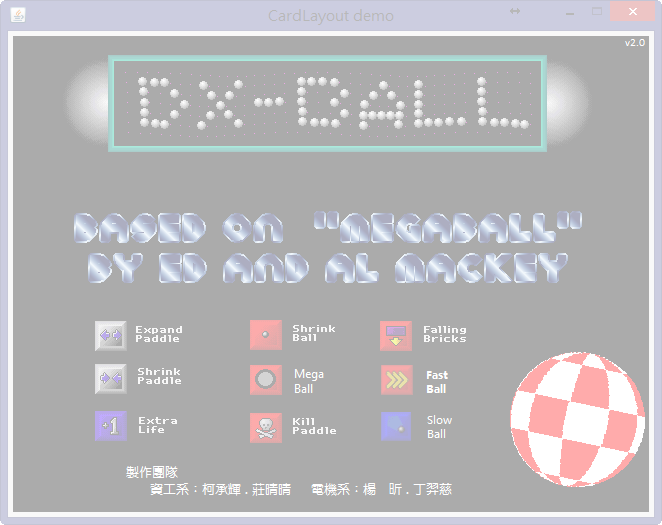 CardLayout demo
v2.0
DX-BALL
BASED ON "MEGABALL"
BY ED AND AL MACKEY
Expand Paddle
Shrink Ball
Falling Bricks
Shrink Paddle
Mega Ball
Fast Ball
+1
Extra Life
Kill Paddle
Slow Ball
製作團隊
資工系：柯承輝 . 莊晴晴 電機系：楊 昕 . 丁羿慈